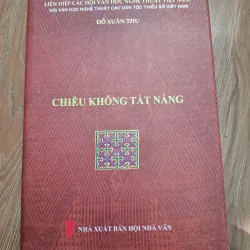 LIÊN HIỆP CÁC HỘI VĂN HỌC NGHỆ THUẬT VIỆT NAM
HỘI VĂN HỌC NGHỆ THUẬT CÁC DÂN TỘC THIỂU SỐ VIỆT NAM
ĐỖ XUÂN THU
CHIỀU KHÔNG TẮT NẮNG
NHÀ XUẤT BẢN HỘI NHÀ VĂN